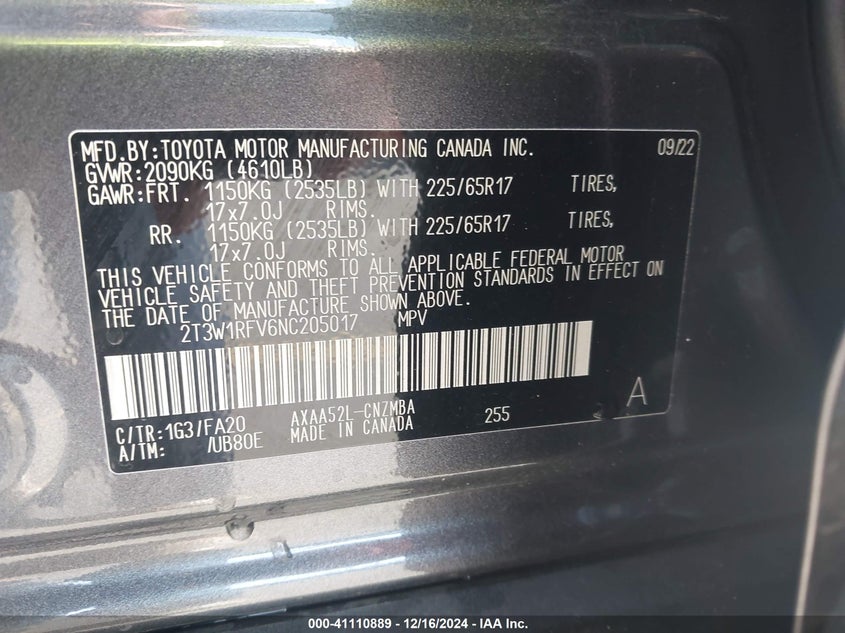 MFD.BY:TOYOTA MOTOR MANUFACTURING CANADA INC. 09/22
GVWR:2090KG (4610LB)
GAWR:FRT. 1150KG (2535LB) WITH 225/65R17 TIRES,
17x7.0J RIMS.
RR. 1150KG (2535LB) WITH 225/65R17 TIRES,
17x7.0J RIMS.
THIS VEHICLE CONFORMS TO ALL APPLICABLE FEDERAL MOTOR
VEHICLE SAFETY AND THEFT PREVENTION STANDARDS IN EFFECT ON
THE DATE OF MANUFACTURE SHOWN ABOVE.
2T3W1RFV6NC205017 MPV
A
C/TR:1G3/FA20 AXAA52L-CNZMBA 255
A/TM: /UB80E MADE IN CANADA
000-41110889 - 12/16/2024 - IAA Inc.